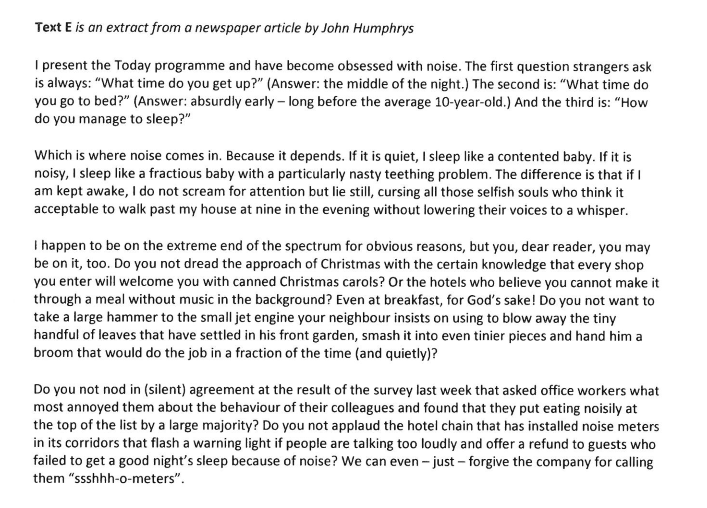 Text E is an extract from a newspaper article by John Humphrys
I present the Today programme and have become obsessed with noise. The first question strangers ask
is always: “What time do you get up?” (Answer: the middle of the night.) The second is: “What time do
you go to bed?” (Answer: absurdly early – long before the average 10-year-old.) And the third is: “How
do you manage to sleep?”
Which is where noise comes in. Because it depends. If it is quiet, I sleep like a contented baby. If it is
noisy, I sleep like a fractious baby with a particularly nasty teething problem. The difference is that if I
am kept awake, I do not scream for attention but lie still, cursing all those selfish souls who think it
acceptable to walk past my house at nine in the evening without lowering their voices to a whisper.
I happen to be on the extreme end of the spectrum for obvious reasons, but you, dear reader, you may
be on it, too. Do you not dread the approach of Christmas with the certain knowledge that every shop
you enter will welcome you with canned Christmas carols? Or the hotels who believe you cannot make it
through a meal without music in the background? Even at breakfast, for God’s sake! Do you not want to
take a large hammer to the small jet engine your neighbour insists on using to blow away the tiny
handful of leaves that have settled in his front garden, smash it into even tinier pieces and hand him a
broom that would do the job in a fraction of the time (and quietly)?
Do you not nod in (silent) agreement at the result of the survey last week that asked office workers what
most annoyed them about the behaviour of their colleagues and found that they put eating noisily at
the top of the list by a large majority? Do you not applaud the hotel chain that has installed noise meters
in its corridors that flash a warning light if people are talking too loudly and offer a refund to guests who
failed to get a good night’s sleep because of noise? We can even – just – forgive the company for calling
them “ssshhh-o-meters”.